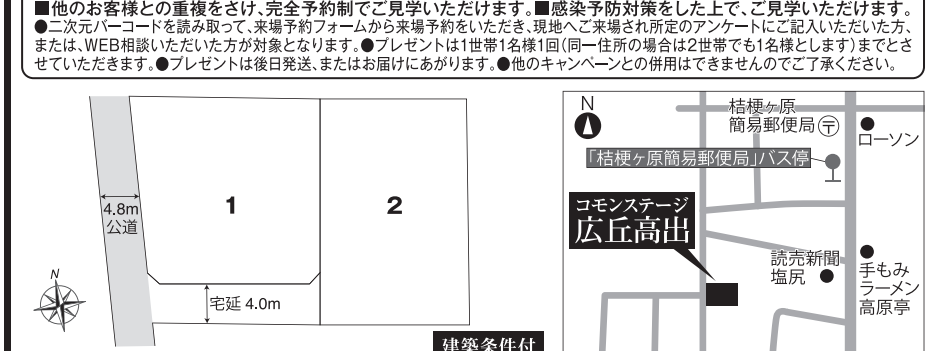 ■他のお客様との重複をさけ、完全予約制でご見学いただけます。■感染予防対策をした上で、ご見学いただけます。
●二次元バーコードを読み取って、来場予約フォームから来場予約をいただき、現地へご来場され所定のアンケートにご記入いただいた方、
または、WEB相談いただいた方が対象となります。●プレゼントは1世帯1名様1回(同一住所の場合は2世帯でも1名様とします)までとさ
せていただきます。●プレゼントは後日発送、またはお届けにあがります。●他のキャンペーンとの併用はできませんのでご了承ください。
4.8m
公道
1
2
宅延 4.0m
N
建築条件付
N
桔梗ヶ原
簡易郵便局〒
ローソン
「桔梗ヶ原簡易郵便局」バス停
コモンステージ
広丘高出
読売新聞
塩尻
手もみ
ラーメン
高原亭